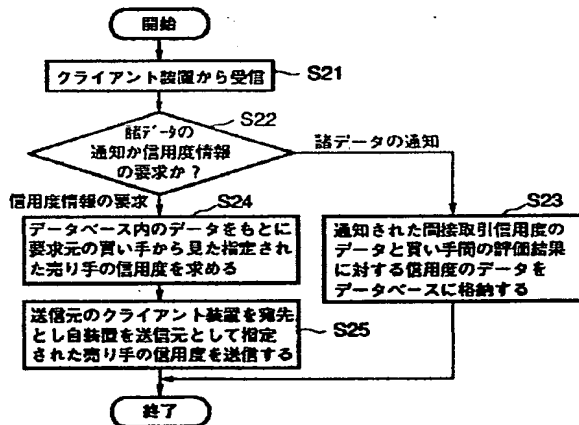 開始
クライアント装置から受信
S21
諸データの
通知か信用度情報
の要求か？
S22
諸データの通知
信用度情報の要求
S24
データベース内のデータをもとに
要求元の買い手から見た指定され
た売り手の信用度を求める
S23
通知された間接取引信用度の
データと買い手間の評価結果
に対する信用度のデータを
データベースに格納する
送信元のクライアント装置を宛先
とし自装置を送信元として指定
された売り手の信用度を送信する
S25
終了